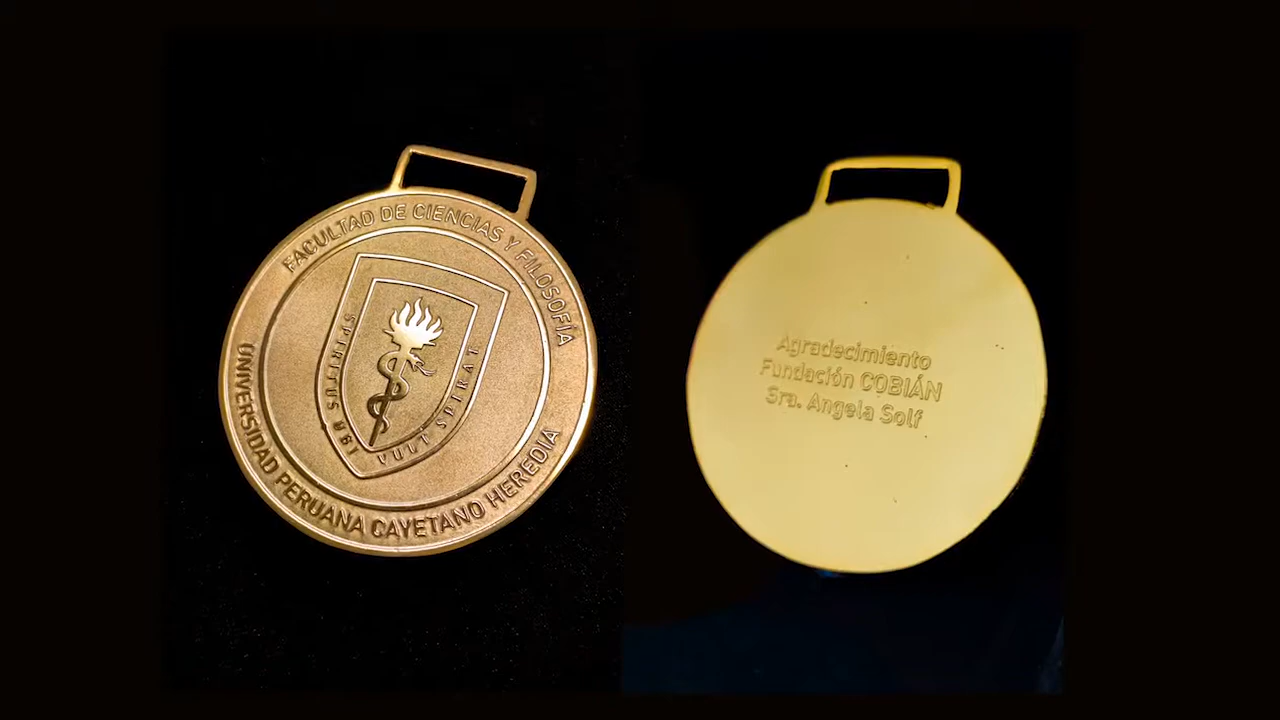 FACULTAD DE CIENCIAS Y FILOSOFÍA
SPIRITUS UBI VULT SPIRAT
UNIVERSIDAD PERUANA CAYETANO HEREDIA
Agradecimiento
Fundación COBIÁN
Sra. Angela Solf